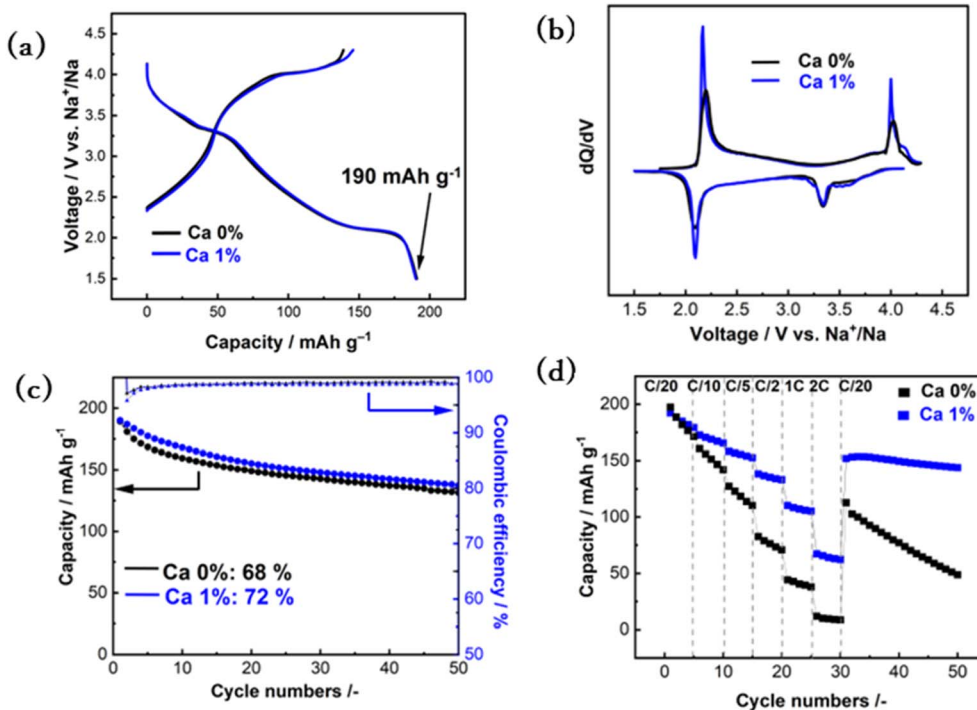 (a)
Voltage / V vs. Na⁺/Na
4.5
4.0
3.5
3.0
2.5
2.0
1.5
190 mAh g⁻¹
Ca 0%
Ca 1%
0 50 100 150 200
Capacity / mAh g⁻¹
(b)
dQ/dV
Ca 0%
Ca 1%
1.5 2.0 2.5 3.0 3.5 4.0 4.5
Voltage / V vs. Na⁺/Na
(c)
Capacity / mAh g⁻¹
200
150
100
50
0
Ca 0%: 68 %
Ca 1%: 72 %
100
90
80
70
60
50
Coulombic efficiency / %
0 10 20 30 40 50
Cycle numbers /-
(d)
Capacity / mAh g⁻¹
200
150
100
50
0
C/20 C/10 C/5 C/2 1C 2C C/20
Ca 0%
Ca 1%
0 10 20 30 40 50
Cycle numbers /-